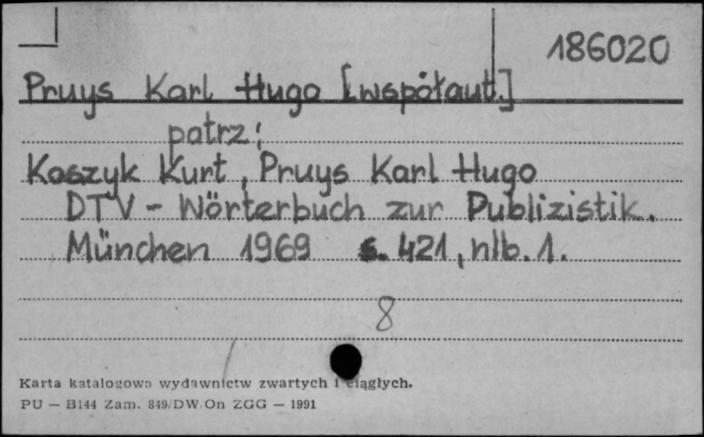 186020
Pruys Karl Hugo [współaut.]
patrz:
Koszyk Kurt, Pruys Karl Hugo
DTV - Wörterbuch zur Publizistik.
München 1969 s. 421, nlb. 1.
8
Karta katalogowa wydawnictw zwartych i ciągłych.
PU — B144 Zam. 849/DW/On ZGG — 1991